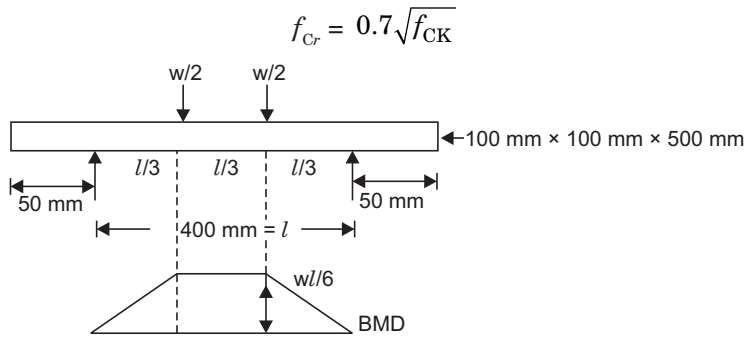 f_Cr = 0.7√f_CK
w/2 w/2
100 mm × 100 mm × 500 mm
l/3 l/3 l/3
50 mm 50 mm
400 mm = l
wl/6
BMD